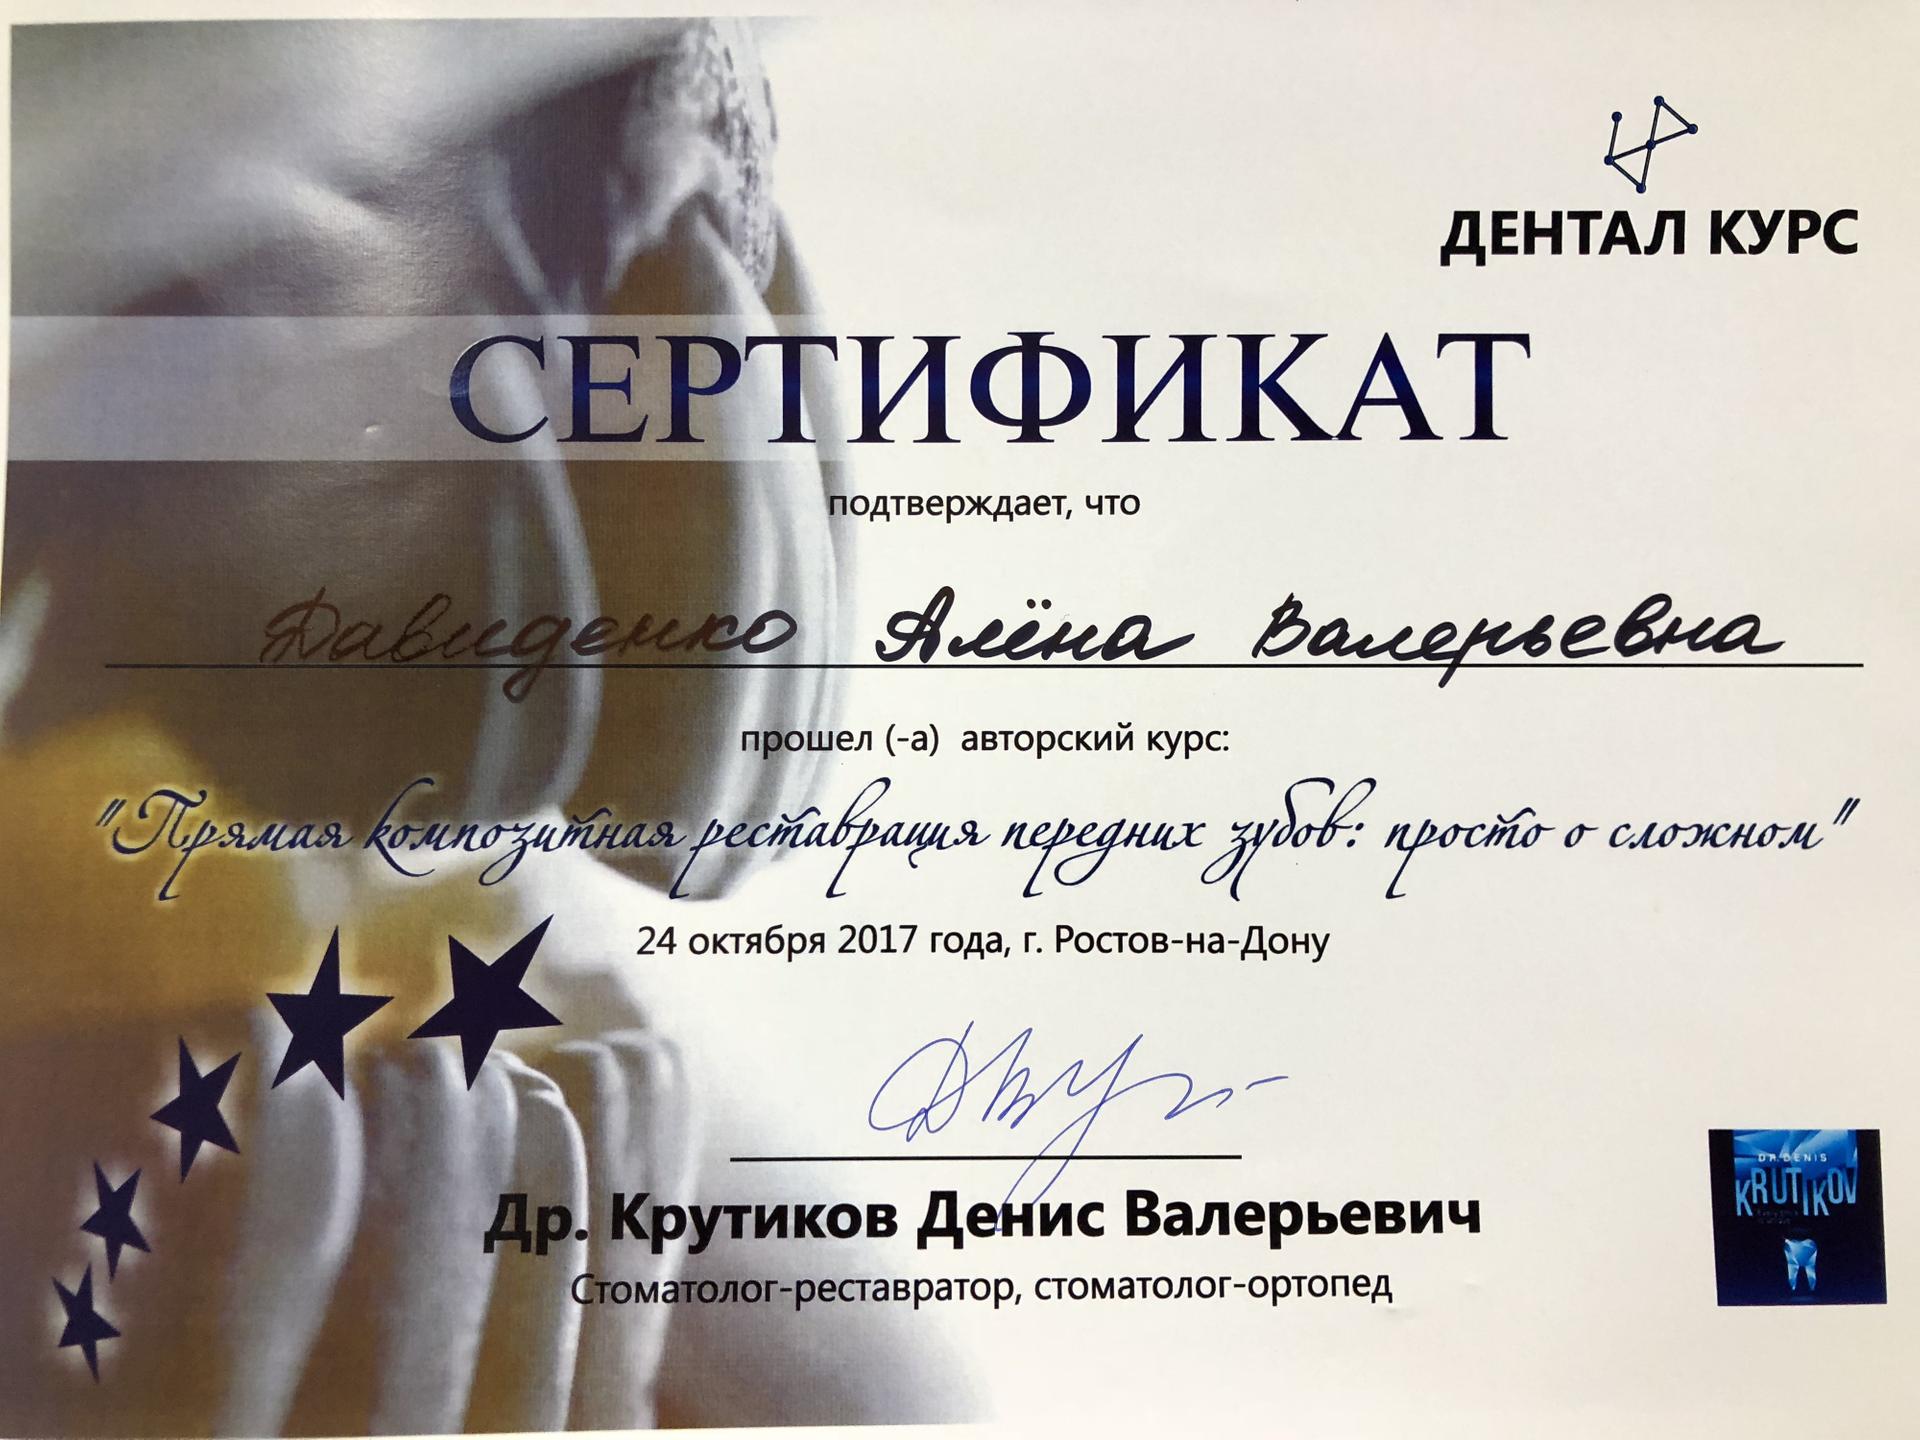 ДЕНТАЛ КУРС
СЕРТИФИКАТ
подтверждает, что
Давиденко Алёна Валерьевна
прошел (-а) авторский курс:
"Прямая композитная реставрация передних зубов: просто о сложном"
24 октября 2017 года, г. Ростов-на-Дону
Др. Крутиков Денис Валерьевич
Стоматолог-реставратор, стоматолог-ортопед
DR.DENIS
KRUTIKOV